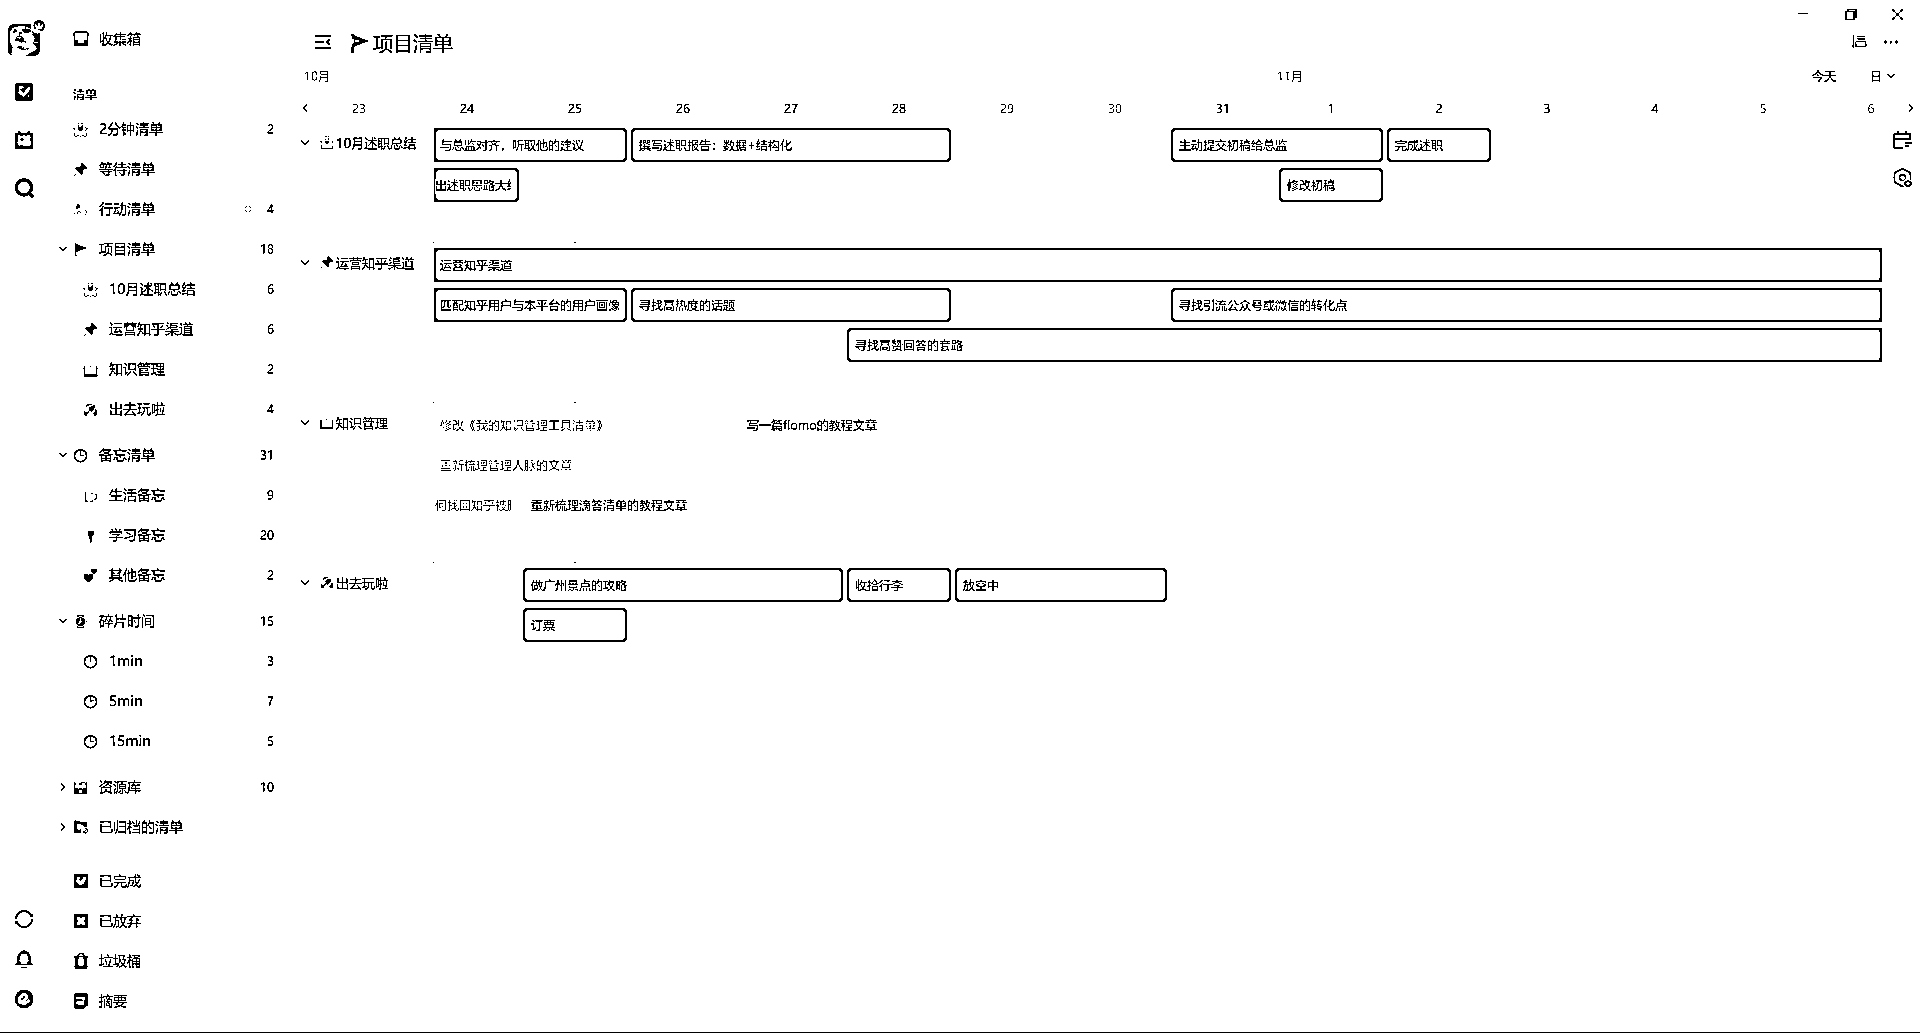 收集箱
清单
2分钟清单 2
等待清单
行动清单 4
项目清单 18
10月述职总结 6
运营知乎渠道 6
知识管理 2
出去玩啦 4
备忘清单 31
生活备忘 9
学习备忘 20
其他备忘 2
碎片时间 15
1min 3
5min 7
15min 5
资源库 10
已归档的清单
已完成
已放弃
垃圾桶
摘要
项目清单
10月 11月 今天 日
23 24 25 26 27 28 29 30 31 1 2 3 4 5 6
10月述职总结 与总监对齐，听取他的建议 撰写述职报告：数据+结构化 主动提交初稿给总监 完成述职
出述职思路大纟 修改初稿
运营知乎渠道 运营知乎渠道
匹配知乎用户与本平台的用户画像 寻找高热度的话题 寻找引流公众号或微信的转化点
寻找高赞回答的套路
知识管理 修改《我的知识管理工具清单》 写一篇flomo的教程文章
重新梳理管理人脉的文章
何找回知乎被 重新梳理滴答清单的教程文章
出去玩啦 做广州景点的攻略 收拾行李 放空中
订票